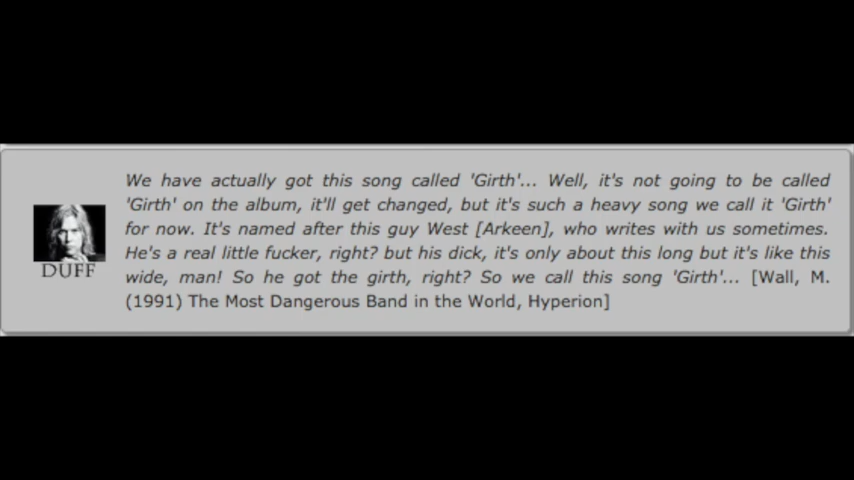 We have actually got this song called 'Girth'... Well, it's not going to be called
'Girth' on the album, it'll get changed, but it's such a heavy song we call it 'Girth'
for now. It's named after this guy West [Arkeen], who writes with us sometimes.
He's a real little fucker, right? but his dick, it's only about this long but it's like this
wide, man! So he got the girth, right? So we call this song 'Girth'... [Wall, M.
(1991) The Most Dangerous Band in the World, Hyperion]
DUFF